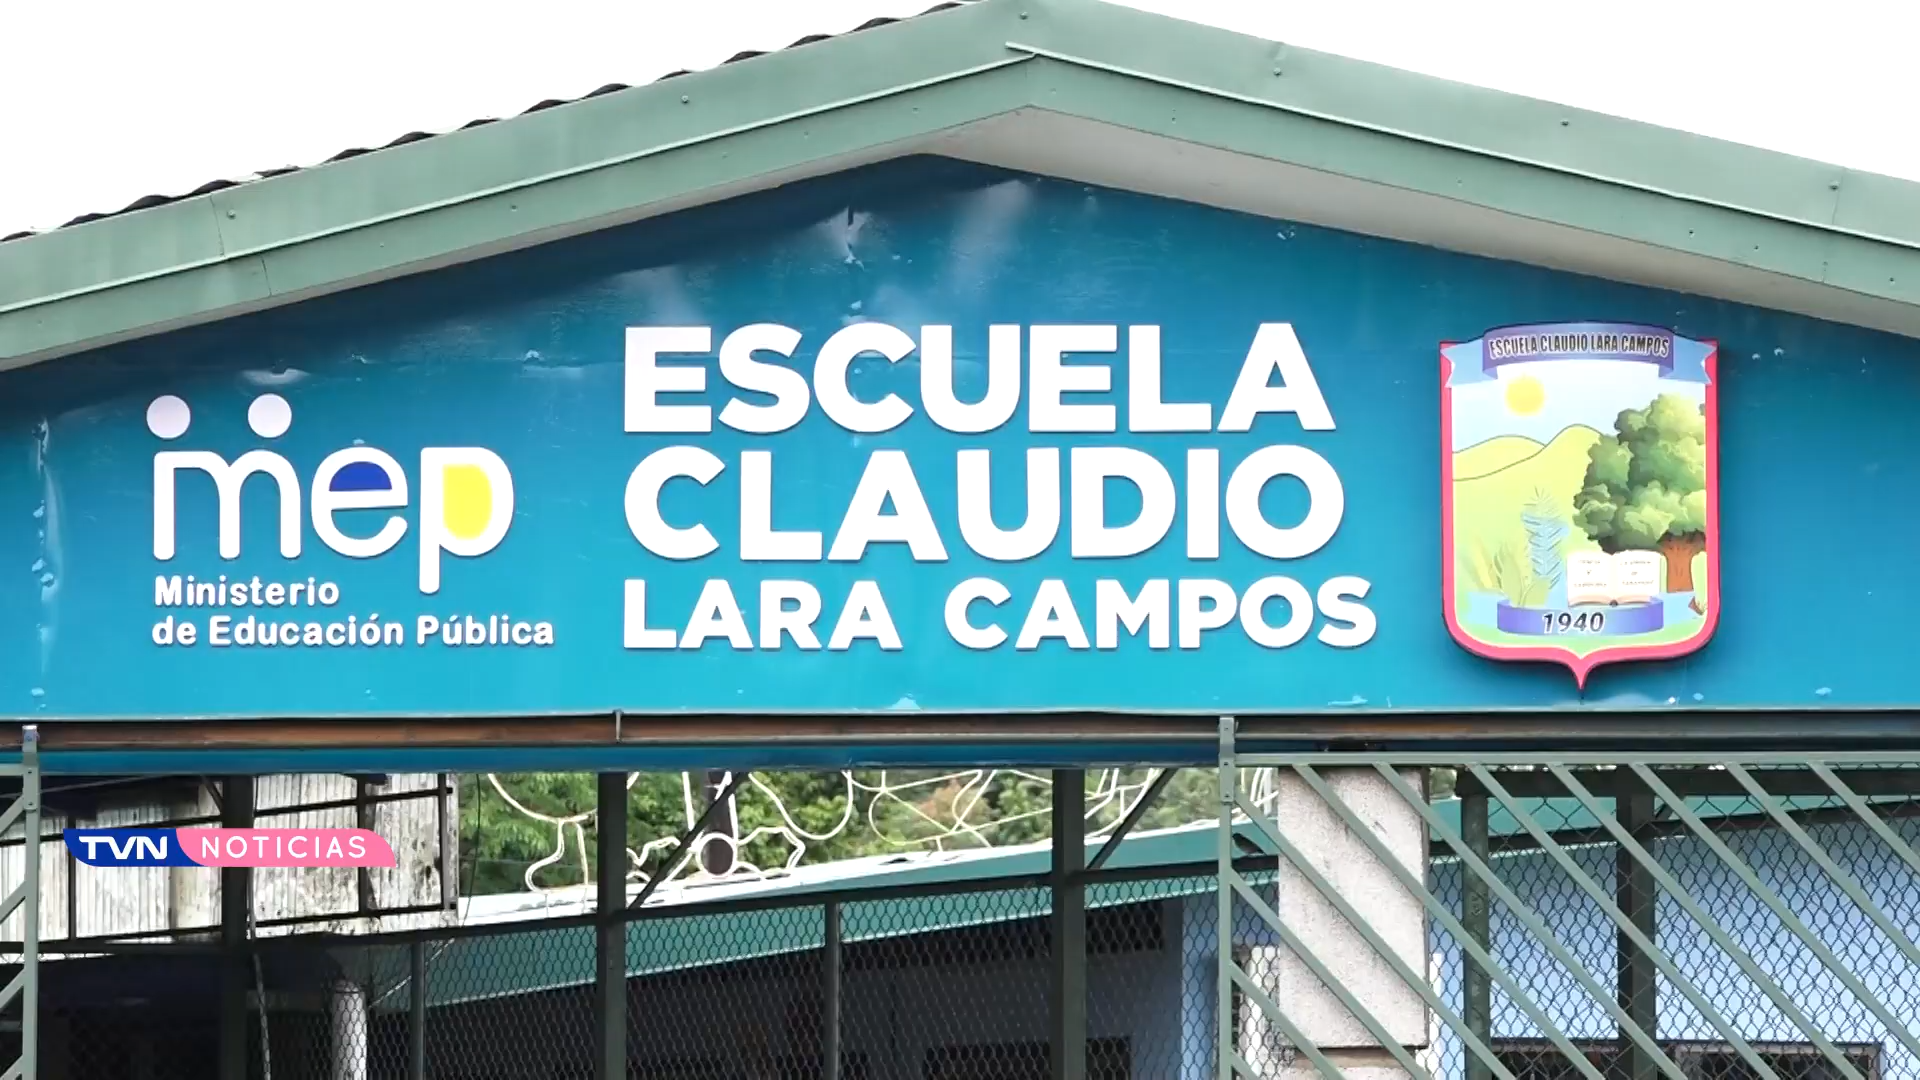 mep
Ministerio
de Educación Pública
ESCUELA
CLAUDIO
LARA CAMPOS
ESCUELA CLAUDIO LARA CAMPOS
1940
TVN NOTICIAS